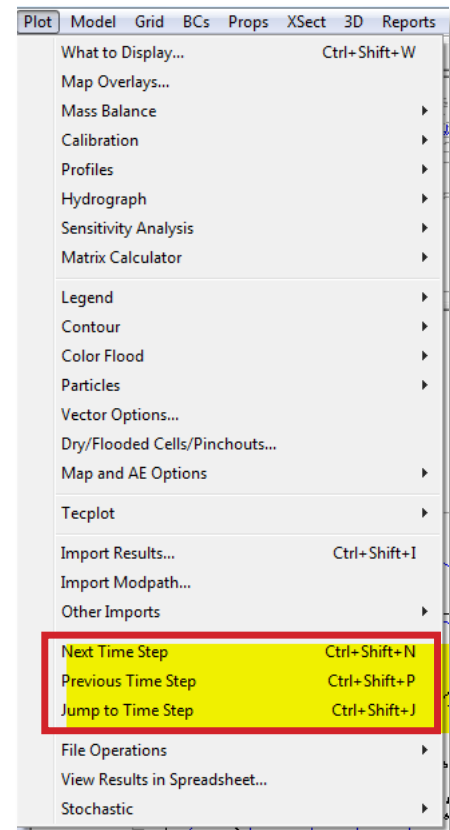 Plot Model Grid BCs Props XSect 3D Reports
What to Display... Ctrl+Shift+W
Map Overlays...
Mass Balance
Calibration
Profiles
Hydrograph
Sensitivity Analysis
Matrix Calculator
Legend
Contour
Color Flood
Particles
Vector Options...
Dry/Flooded Cells/Pinchouts...
Map and AE Options
Tecplot
Import Results... Ctrl+Shift+I
Import Modpath...
Other Imports
Next Time Step Ctrl+Shift+N
Previous Time Step Ctrl+Shift+P
Jump to Time Step Ctrl+Shift+J
File Operations
View Results in Spreadsheet...
Stochastic